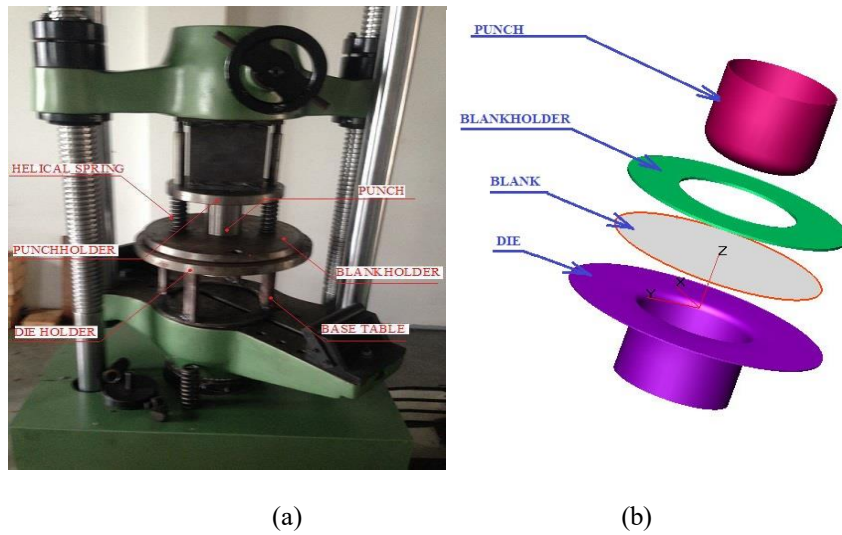 HELICAL SPRING
PUNCH
PUNCHHOLDER
BLANKHOLDER
DIE HOLDER
BASE TABLE
PUNCH
BLANKHOLDER
BLANK
DIE
Z
X
Y
(a)
(b)